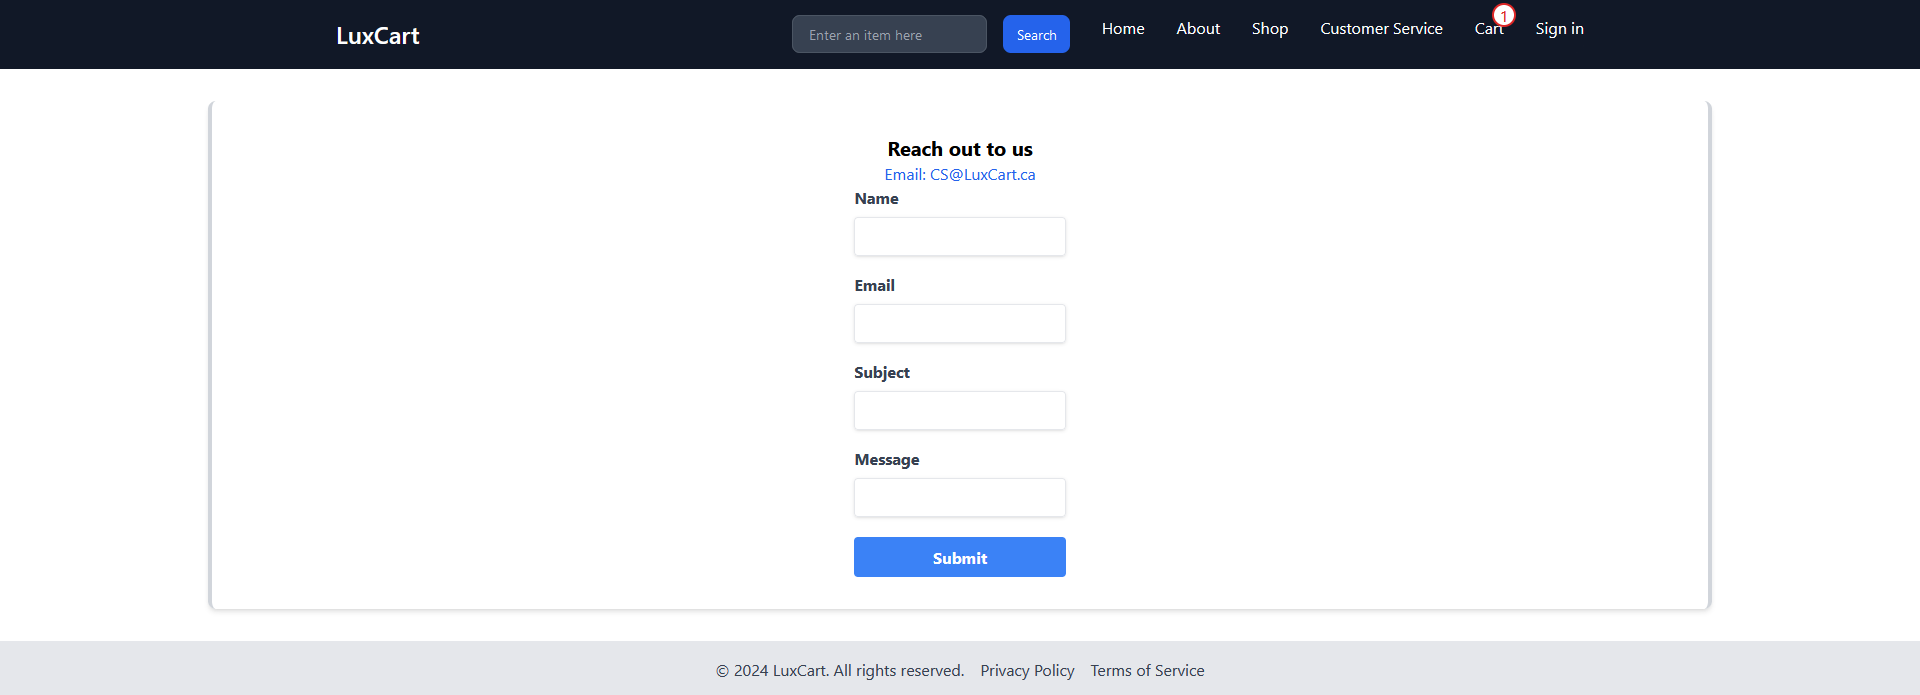 LuxCart
Enter an item here
Search
Home
About
Shop
Customer Service
Cart
1
Sign in
Reach out to us
Email: CS@LuxCart.ca
Name
Email
Subject
Message
Submit
© 2024 LuxCart. All rights reserved. Privacy Policy Terms of Service